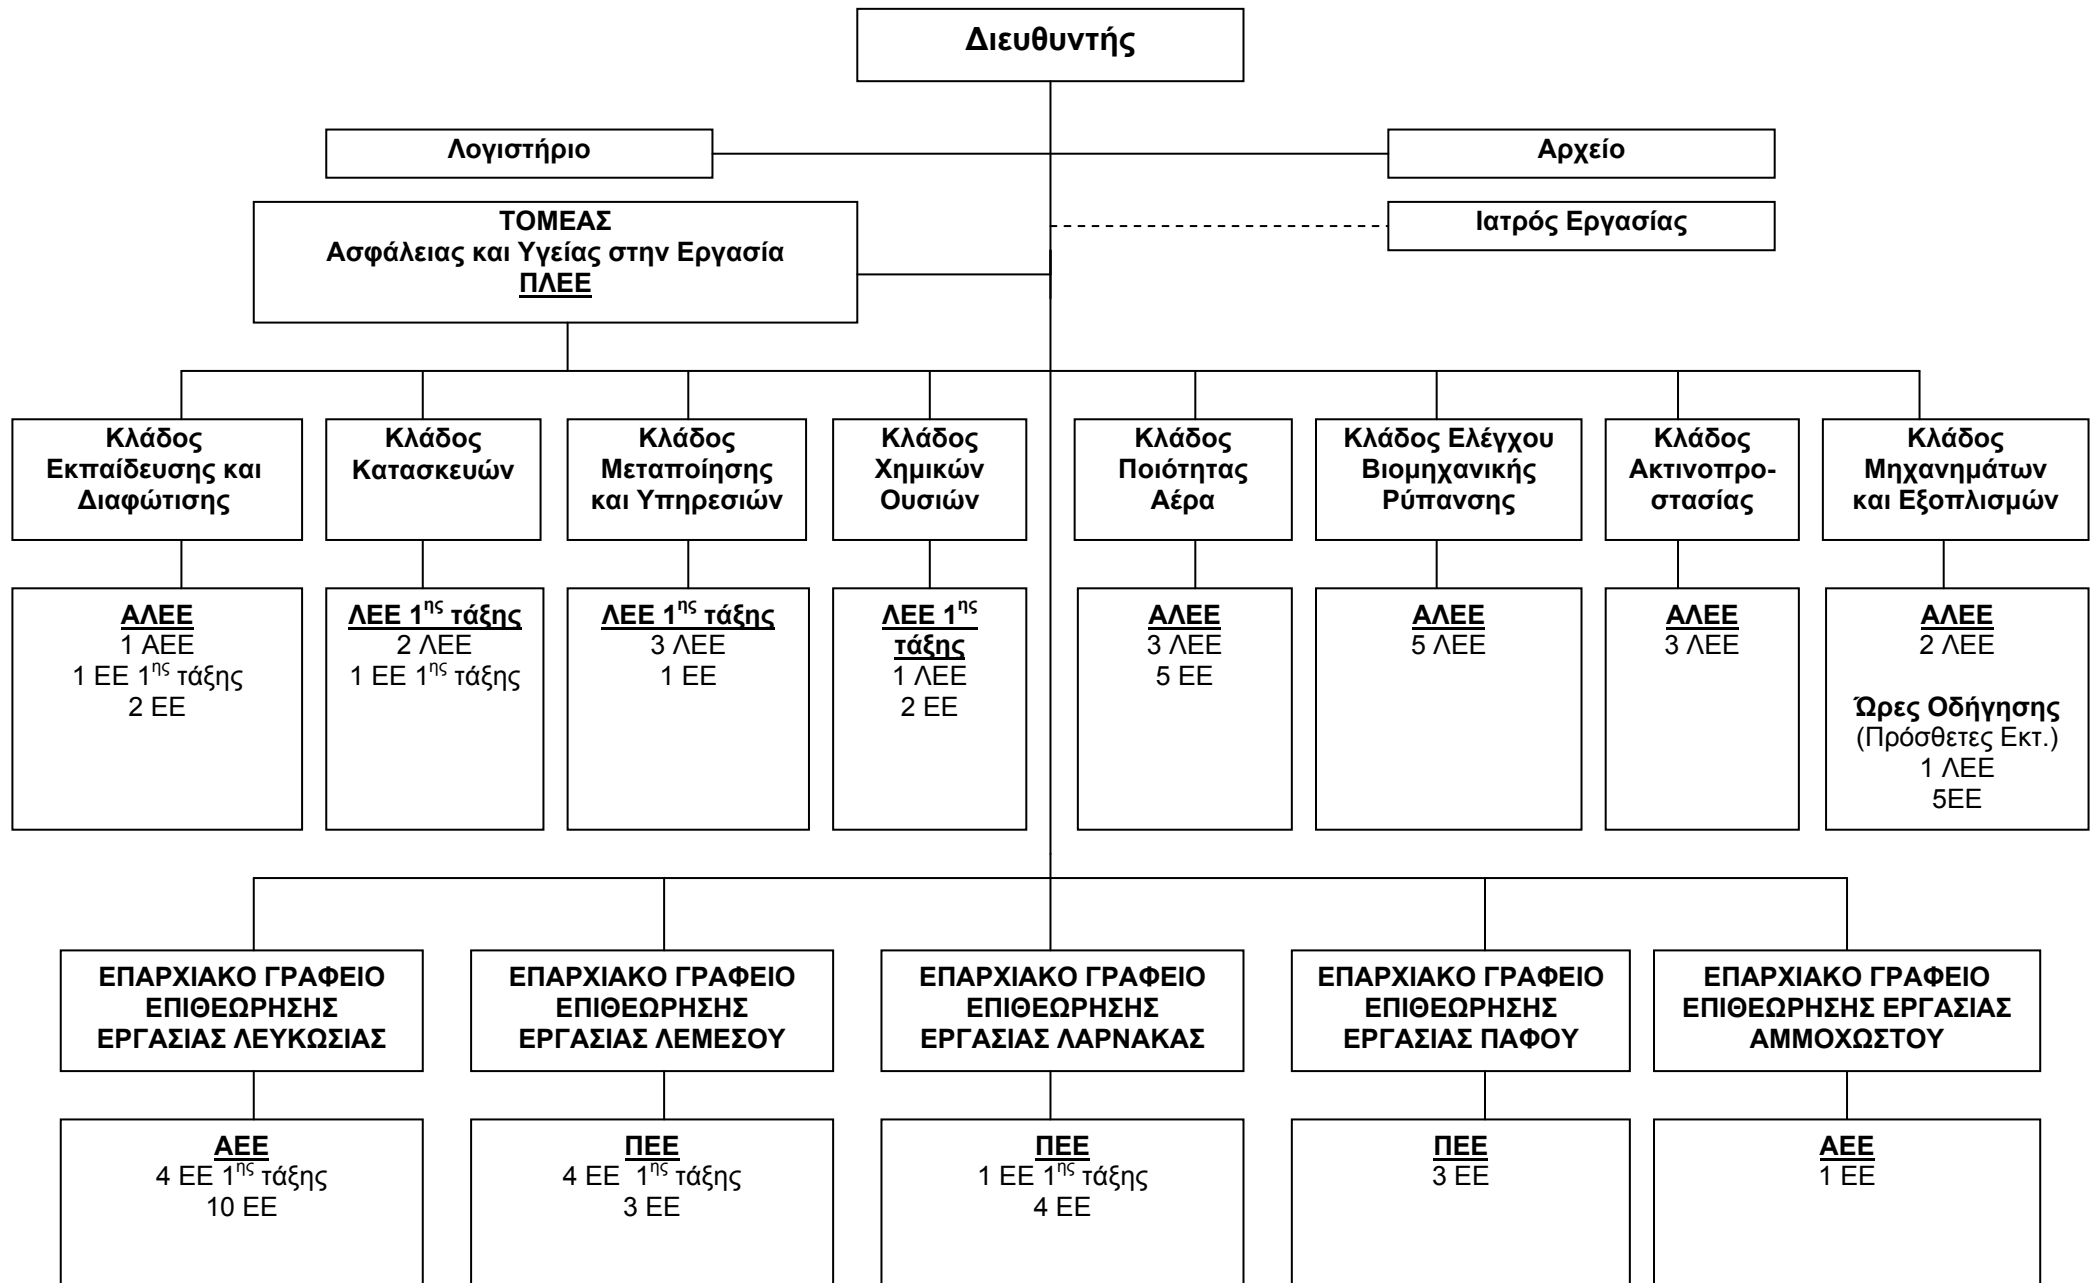 Διευθυντής
Λογιστήριο
Αρχείο
ΤΟΜΕΑΣ
Ασφάλειας και Υγείας στην Εργασία
ΠΛΕΕ
Ιατρός Εργασίας
Κλάδος
Εκπαίδευσης και
Διαφώτισης
Κλάδος
Κατασκευών
Κλάδος
Μεταποίησης
και Υπηρεσιών
Κλάδος
Χημικών
Ουσιών
Κλάδος
Ποιότητας
Αέρα
Κλάδος Ελέγχου
Βιομηχανικής
Ρύπανσης
Κλάδος
Ακτινοπρο-
στασίας
Κλάδος
Μηχανημάτων
και Εξοπλισμών
ΑΛΕΕ
1 ΑΕΕ
1 ΕΕ 1ης τάξης
2 ΕΕ
ΛΕΕ 1ης τάξης
2 ΛΕΕ
1 ΕΕ 1ης τάξης
ΛΕΕ 1ης τάξης
3 ΛΕΕ
1 ΕΕ
ΛΕΕ 1ης
τάξης
1 ΛΕΕ
2 ΕΕ
ΑΛΕΕ
3 ΛΕΕ
5 ΕΕ
ΑΛΕΕ
5 ΛΕΕ
ΑΛΕΕ
3 ΛΕΕ
ΑΛΕΕ
2 ΛΕΕ
Ώρες Οδήγησης
(Πρόσθετες Εκτ.)
1 ΛΕΕ
5ΕΕ
ΕΠΑΡΧΙΑΚΟ ΓΡΑΦΕΙΟ
ΕΠΙΘΕΩΡΗΣΗΣ
ΕΡΓΑΣΙΑΣ ΛΕΥΚΩΣΙΑΣ
ΕΠΑΡΧΙΑΚΟ ΓΡΑΦΕΙΟ
ΕΠΙΘΕΩΡΗΣΗΣ
ΕΡΓΑΣΙΑΣ ΛΕΜΕΣΟΥ
ΕΠΑΡΧΙΑΚΟ ΓΡΑΦΕΙΟ
ΕΠΙΘΕΩΡΗΣΗΣ
ΕΡΓΑΣΙΑΣ ΛΑΡΝΑΚΑΣ
ΕΠΑΡΧΙΑΚΟ ΓΡΑΦΕΙΟ
ΕΠΙΘΕΩΡΗΣΗΣ
ΕΡΓΑΣΙΑΣ ΠΑΦΟΥ
ΕΠΑΡΧΙΑΚΟ ΓΡΑΦΕΙΟ
ΕΠΙΘΕΩΡΗΣΗΣ ΕΡΓΑΣΙΑΣ
ΑΜΜΟΧΩΣΤΟΥ
ΑΕΕ
4 ΕΕ 1ης τάξης
10 ΕΕ
ΠΕΕ
4 ΕΕ 1ης τάξης
3 ΕΕ
ΠΕΕ
1 ΕΕ 1ης τάξης
4 ΕΕ
ΠΕΕ
3 ΕΕ
ΑΕΕ
1 ΕΕ